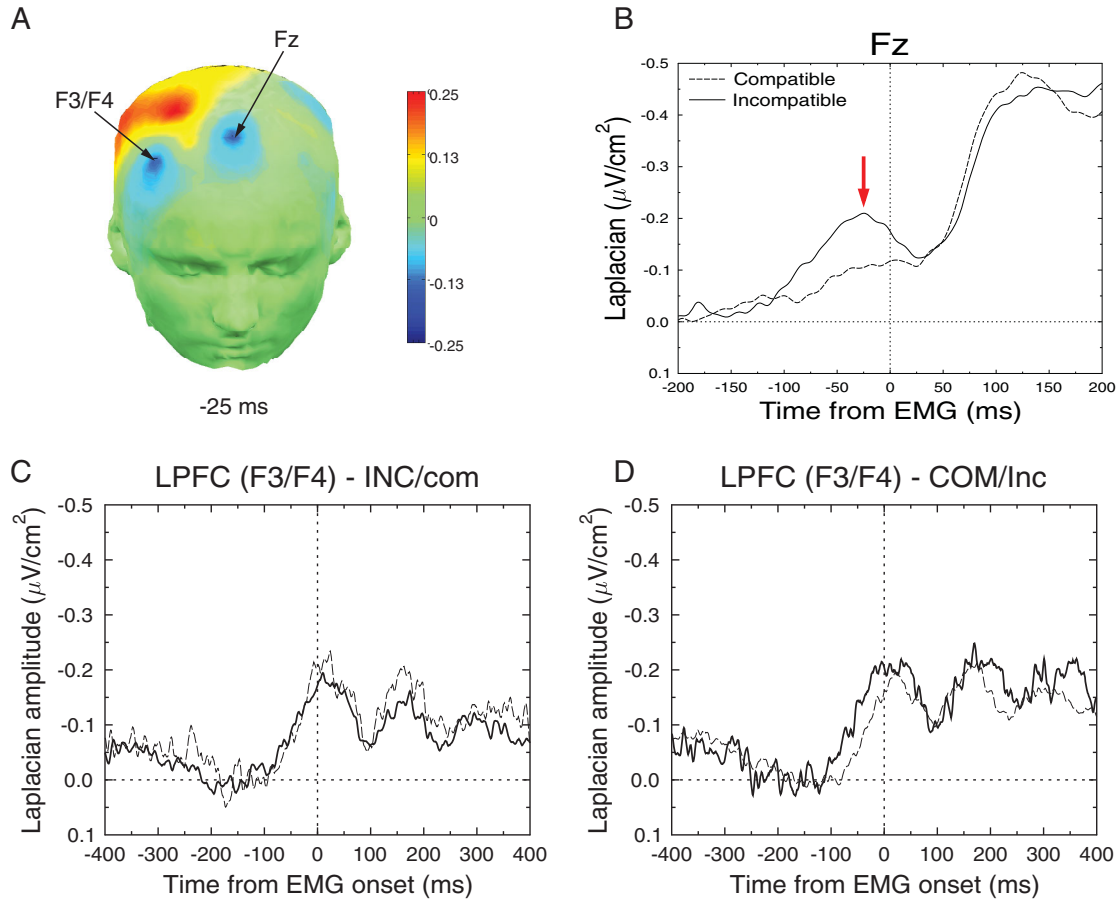 A
Fz
F3/F4
0.25
0.13
0
-0.13
-0.25
-25 ms
B
Fz
Compatible
Incompatible
Laplacian (μV/cm²)
-0.5
-0.4
-0.3
-0.2
-0.1
0.0
0.1
-200 -150 -100 -50 0 50 100 150 200
Time from EMG (ms)
C
LPFC (F3/F4) - INC/com
Laplacian amplitude (μV/cm²)
-0.5
-0.4
-0.3
-0.2
-0.1
0.0
0.1
-400 -300 -200 -100 0 100 200 300 400
Time from EMG onset (ms)
D
LPFC (F3/F4) - COM/Inc
Laplacian amplitude (μV/cm²)
-0.5
-0.4
-0.3
-0.2
-0.1
0.0
0.1
-400 -300 -200 -100 0 100 200 300 400
Time from EMG onset (ms)